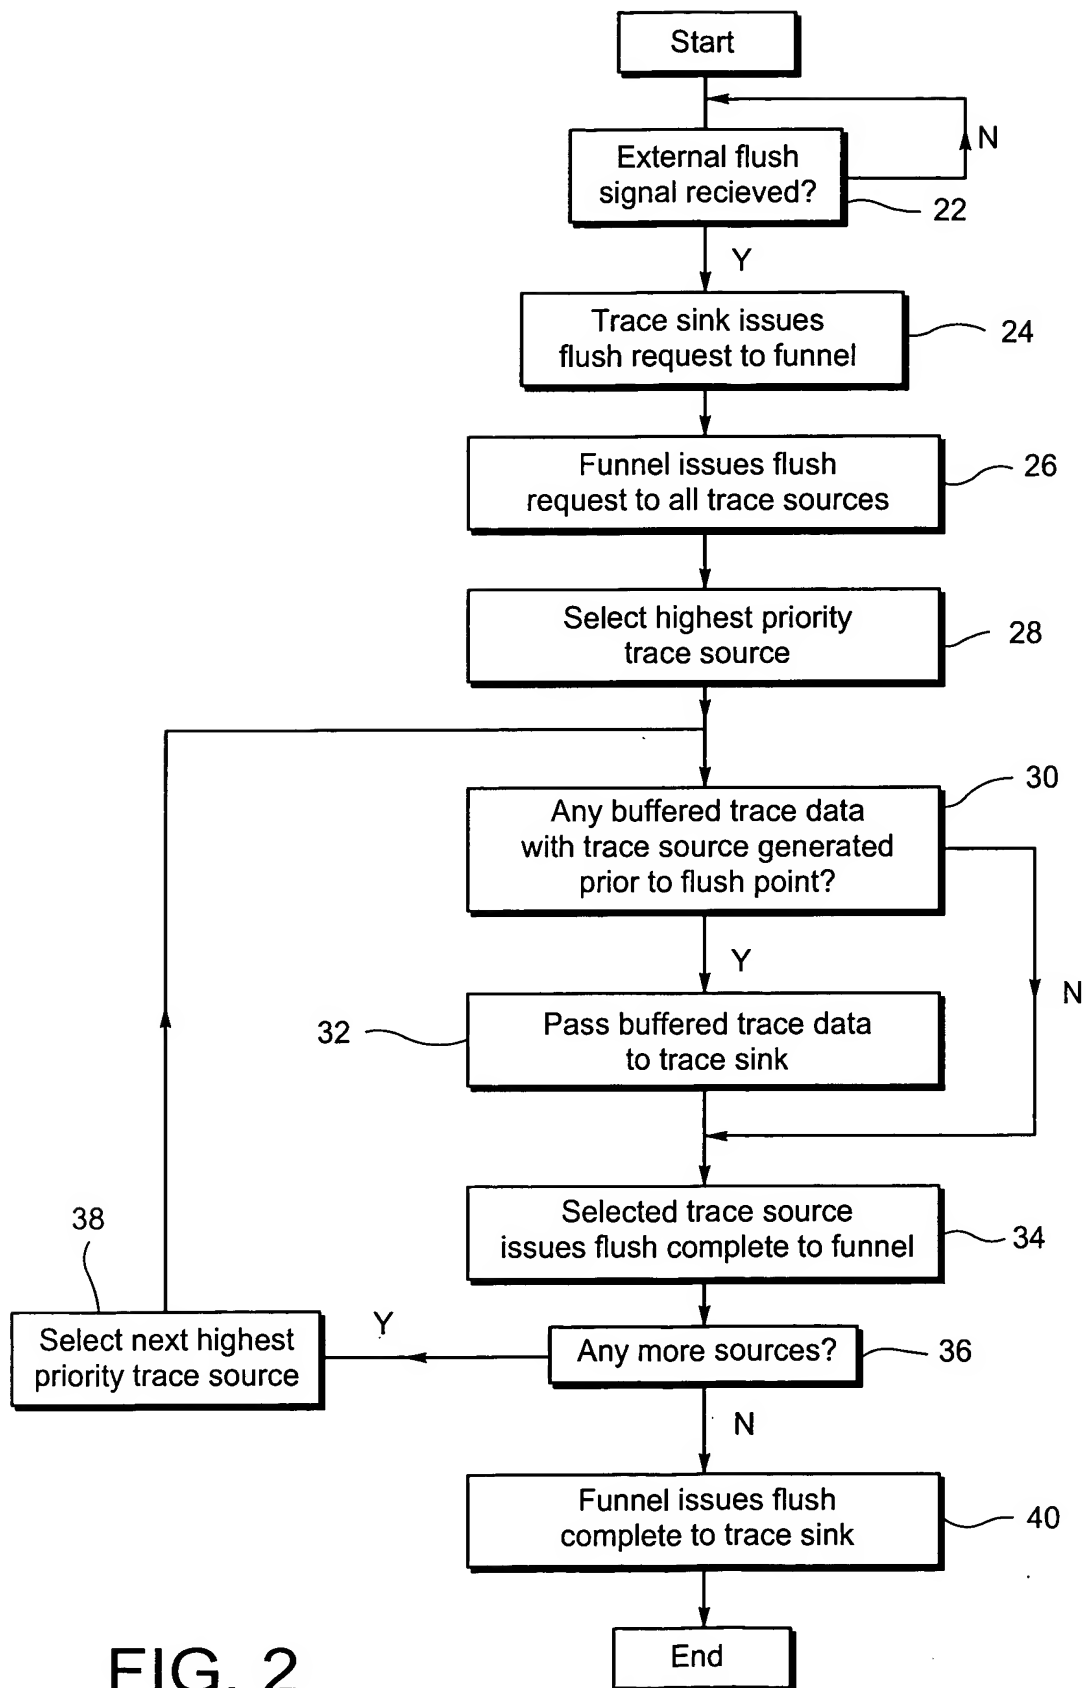 Start
N
External flush
signal recieved?
22
Y
Trace sink issues
flush request to funnel
24
Funnel issues flush
request to all trace sources
26
Select highest priority
trace source
28
30
Any buffered trace data
with trace source generated
prior to flush point?
Y
N
32
Pass buffered trace data
to trace sink
38
Selected trace source
issues flush complete to funnel
34
Select next highest
priority trace source
Y
Any more sources?
36
N
Funnel issues flush
complete to trace sink
40
End
FIG. 2